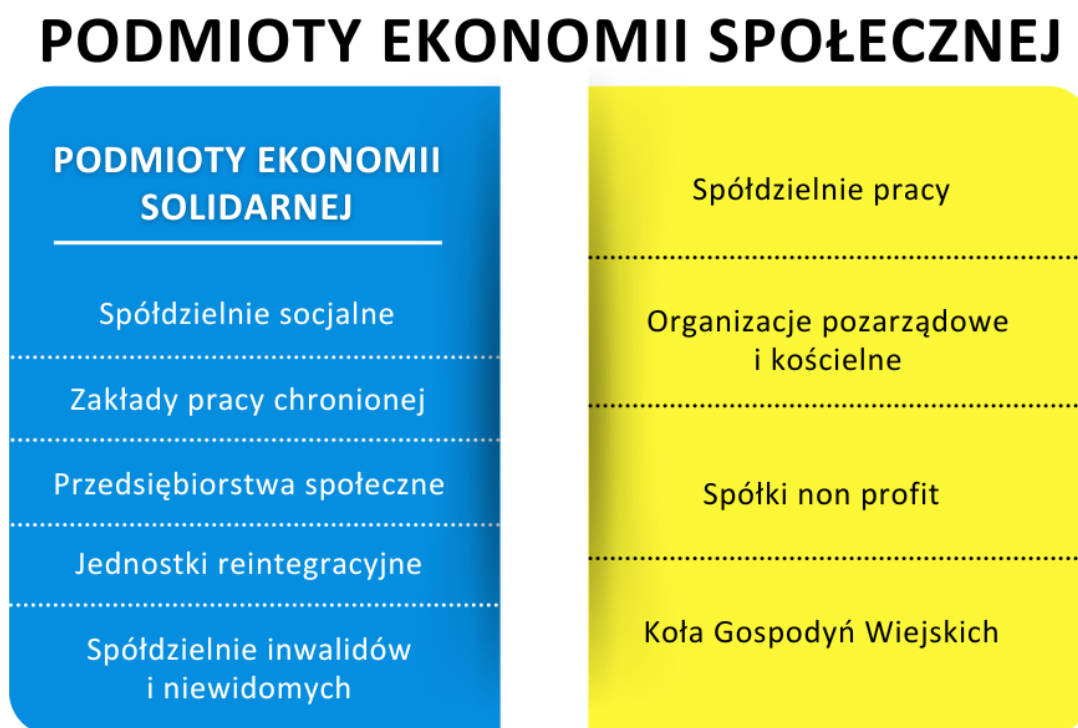 PODMIOTY EKONOMII SPOŁECZNEJ
PODMIOTY EKONOMII
SOLIDARNEJ
Spółdzielnie socjalne
Zakłady pracy chronionej
Przedsiębiorstwa społeczne
Jednostki reintegracyjne
Spółdzielnie inwalidów
i niewidomych
Spółdzielnie pracy
Organizacje pozarządowe
i kościelne
Spółki non profit
Koła Gospodyń Wiejskich